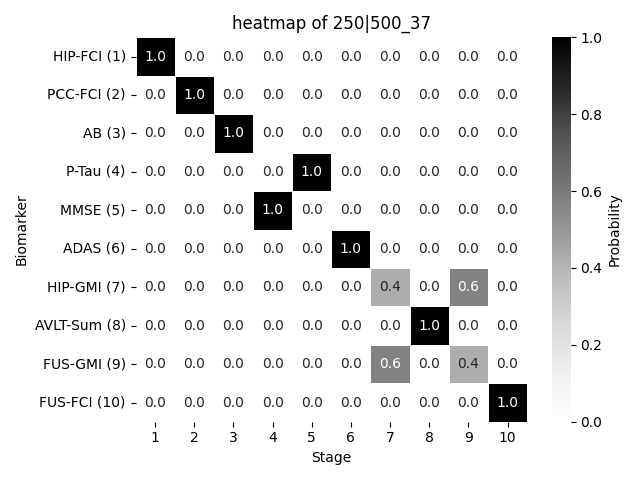 heatmap of 250|500_37
Biomarker
HIP-FCI (1) 1.0 0.0 0.0 0.0 0.0 0.0 0.0 0.0 0.0 0.0
PCC-FCI (2) 0.0 1.0 0.0 0.0 0.0 0.0 0.0 0.0 0.0 0.0
AB (3) 0.0 0.0 1.0 0.0 0.0 0.0 0.0 0.0 0.0 0.0
P-Tau (4) 0.0 0.0 0.0 0.0 1.0 0.0 0.0 0.0 0.0 0.0
MMSE (5) 0.0 0.0 0.0 1.0 0.0 0.0 0.0 0.0 0.0 0.0
ADAS (6) 0.0 0.0 0.0 0.0 0.0 1.0 0.0 0.0 0.0 0.0
HIP-GMI (7) 0.0 0.0 0.0 0.0 0.0 0.0 0.4 0.0 0.6 0.0
AVLT-Sum (8) 0.0 0.0 0.0 0.0 0.0 0.0 0.0 1.0 0.0 0.0
FUS-GMI (9) 0.0 0.0 0.0 0.0 0.0 0.0 0.6 0.0 0.4 0.0
FUS-FCI (10) 0.0 0.0 0.0 0.0 0.0 0.0 0.0 0.0 0.0 1.0
1 2 3 4 5 6 7 8 9 10
Stage
1.0
0.8
0.6
0.4
0.2
0.0
Probability